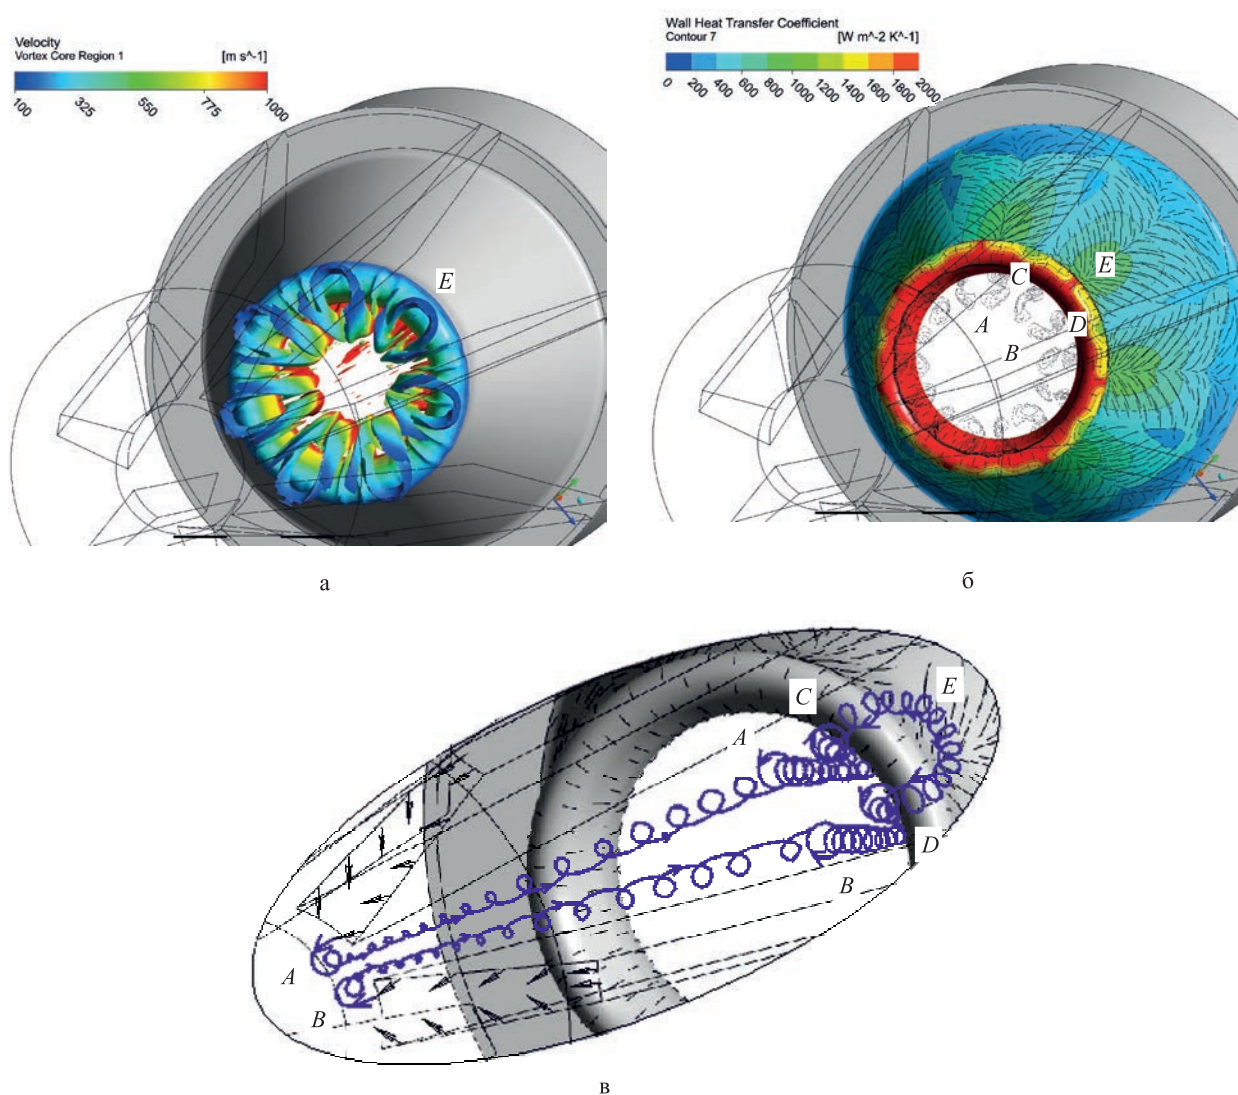 Velocity
Vortex Core Region 1 [m s^-1]
100 325 550 775 1000
E
а
Wall Heat Transfer Coefficient
Contour 7 [W m^-2 K^-1]
0 200 400 600 800 1000 1200 1400 1600 1800 2000
E
C
A
D
B
б
E
C
A
D
B
A
B
в